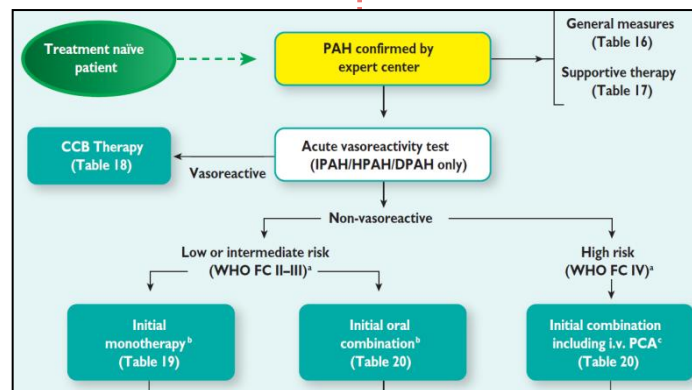 Treatment naïve
patient
PAH confirmed by
expert center
General measures
(Table 16)
Supportive therapy
(Table 17)
CCB Therapy
(Table 18)
Vasoreactive
Acute vasoreactivity test
(IPAH/HPAH/DPAH only)
Non-vasoreactive
Low or intermediate risk
(WHO FC II–III)ᵃ
High risk
(WHO FC IV)ᵃ
Initial
monotherapyᵇ
(Table 19)
Initial oral
combinationᵇ
(Table 20)
Initial combination
including i.v. PCAᶜ
(Table 20)